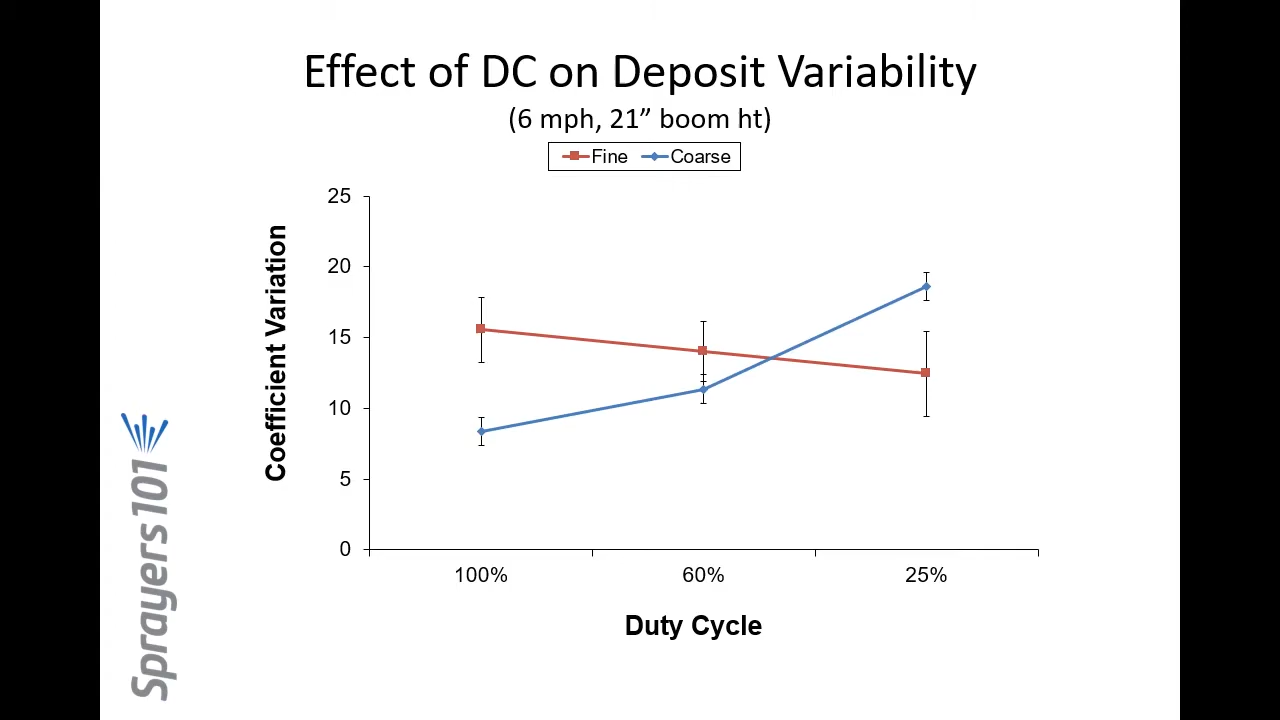 Effect of DC on Deposit Variability
(6 mph, 21” boom ht)
Fine Coarse
25
20
15
10
5
0
Coefficient Variation
100% 60% 25%
Duty Cycle
Sprayers101